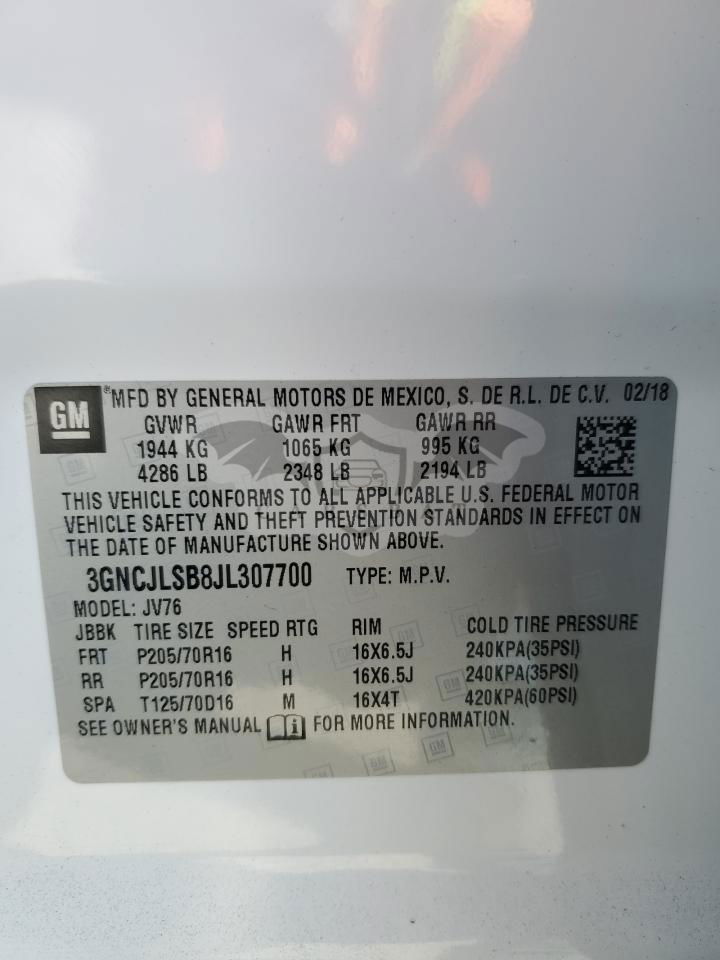 GM ® MFD BY GENERAL MOTORS DE MEXICO, S. DE R.L. DE C.V. 02/18
GVWR GAWR FRT GAWR RR
1944 KG 1065 KG 995 KG
4286 LB 2348 LB 2194 LB
THIS VEHICLE CONFORMS TO ALL APPLICABLE U.S. FEDERAL MOTOR
VEHICLE SAFETY AND THEFT PREVENTION STANDARDS IN EFFECT ON
THE DATE OF MANUFACTURE SHOWN ABOVE.
3GNCJLSB8JL307700 TYPE: M.P.V.
MODEL: JV76
JBBK TIRE SIZE SPEED RTG RIM COLD TIRE PRESSURE
FRT P205/70R16 H 16X6.5J 240KPA(35PSI)
RR P205/70R16 H 16X6.5J 240KPA(35PSI)
SPA T125/70D16 M 16X4T 420KPA(60PSI)
SEE OWNER'S MANUAL i FOR MORE INFORMATION.